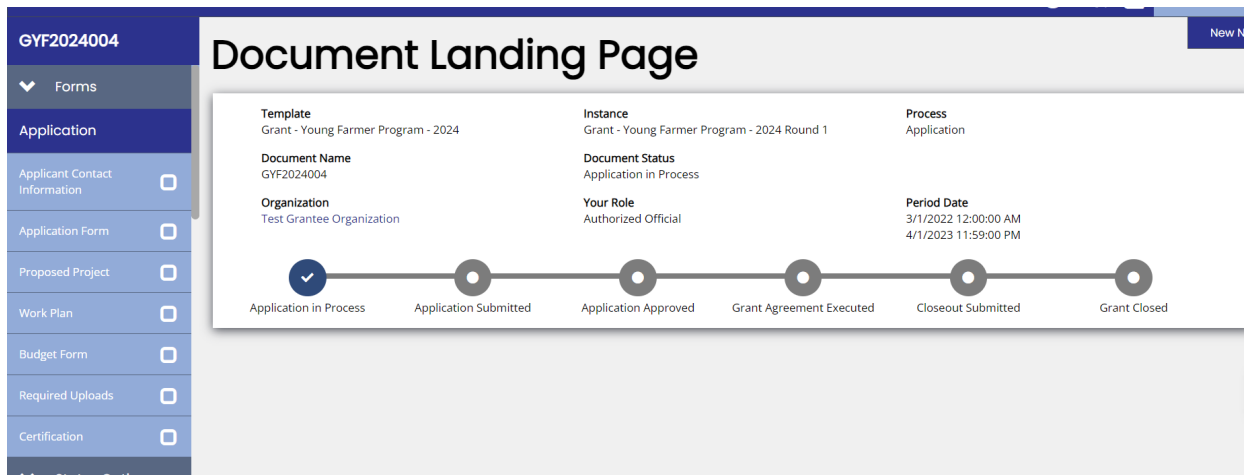 GYF2024004
Forms
Application
Applicant Contact
Information
Application Form
Proposed Project
Work Plan
Budget Form
Required Uploads
Certification
New N
Document Landing Page
Template
Grant - Young Farmer Program - 2024
Instance
Grant - Young Farmer Program - 2024 Round 1
Process
Application
Document Name
GYF2024004
Document Status
Application in Process
Organization
Test Grantee Organization
Your Role
Authorized Official
Period Date
3/1/2022 12:00:00 AM
4/1/2023 11:59:00 PM
Application in Process
Application Submitted
Application Approved
Grant Agreement Executed
Closeout Submitted
Grant Closed